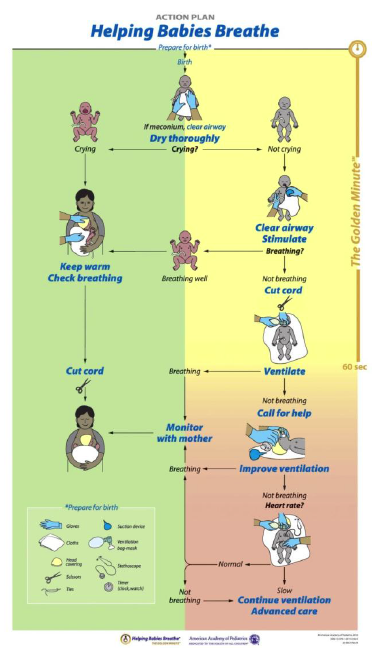 ACTION PLAN
Helping Babies Breathe
Prepare for birth*
Birth
If meconium, clear airway
Dry thoroughly
Crying
Crying?
Not crying
The Golden Minute
Clear airway
Stimulate
Breathing?
Keep warm
Check breathing
Breathing well
Not breathing
Cut cord
60 sec
Cut cord
Breathing
Ventilate
Not breathing
Call for help
Monitor
with mother
Breathing
Improve ventilation
Not breathing
Heart rate?
*Prepare for birth
Gloves
Suction device
Cloths
Ventilation
bag-mask
Head
covering
Stethoscope
Scissors
Timer
(clock, watch)
Ties
Normal
Not
breathing
Slow
Continue ventilation
Advanced care
Helping Babies Breathe
American Academy of Pediatrics